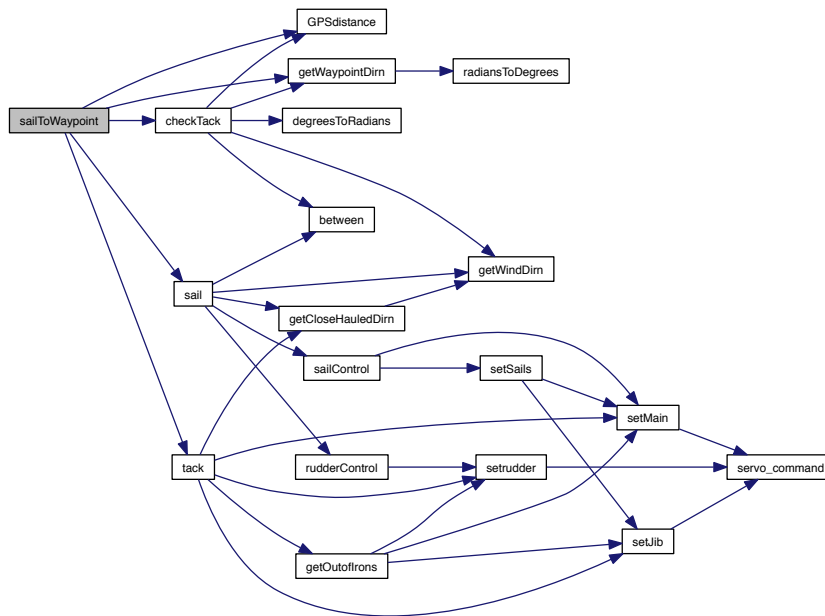 GPSdistance
getWaypointDirn
radiansToDegrees
sailToWaypoint
checkTack
degreesToRadians
between
getWindDirn
sail
getCloseHauledDirn
sailControl
setSails
setMain
tack
rudderControl
setrudder
servo_command
setJib
getOutofIrons